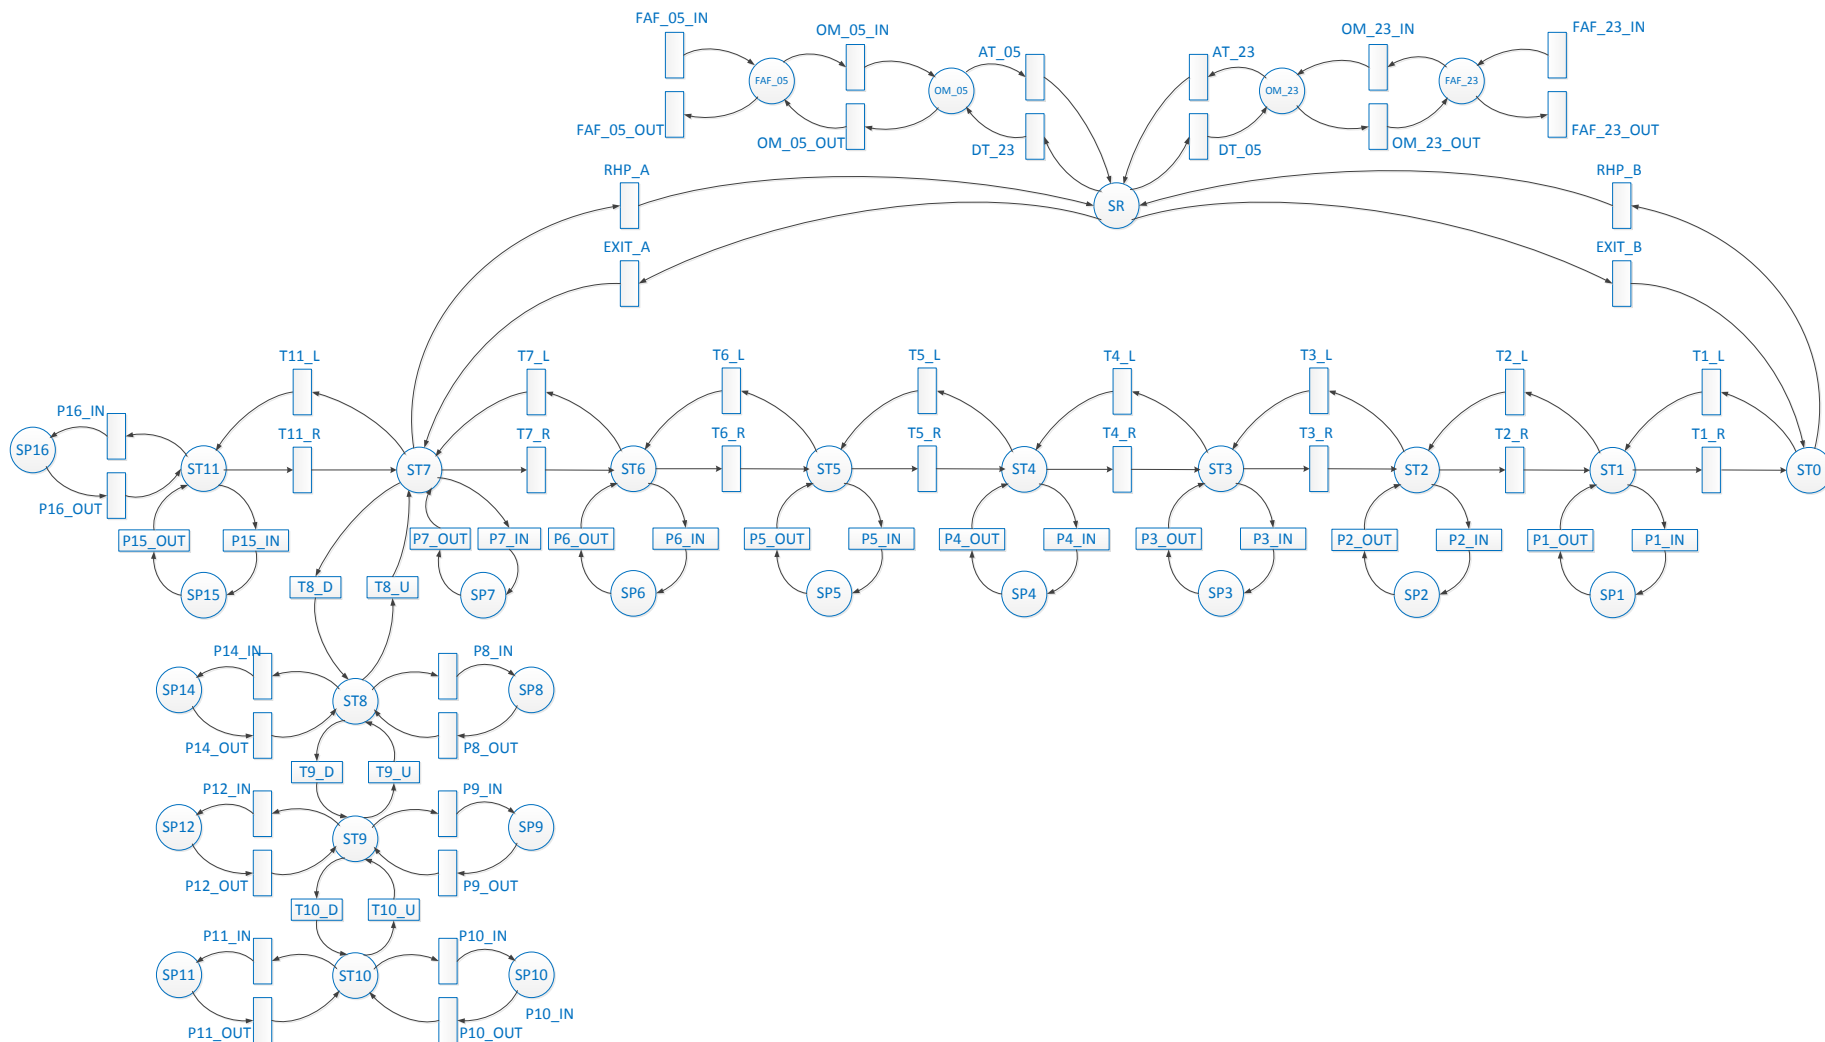 FAF_05_IN
OM_05_IN
AT_05
AT_23
OM_23_IN
FAF_23_IN
FAF_05
OM_05
OM_23
FAF_23
FAF_05_OUT
OM_05_OUT
DT_23
DT_05
OM_23_OUT
FAF_23_OUT
RHP_A
SR
RHP_B
EXIT_A
EXIT_B
T11_L
T7_L
T6_L
T5_L
T4_L
T3_L
T2_L
T1_L
P16_IN
SP16
T11_R
T7_R
T6_R
T5_R
T4_R
T3_R
T2_R
T1_R
ST11
ST7
ST6
ST5
ST4
ST3
ST2
ST1
ST0
P16_OUT
P15_OUT
P15_IN
P7_OUT
P7_IN
P6_OUT
P6_IN
P5_OUT
P5_IN
P4_OUT
P4_IN
P3_OUT
P3_IN
P2_OUT
P2_IN
P1_OUT
P1_IN
T8_D
T8_U
SP15
SP7
SP6
SP5
SP4
SP3
SP2
SP1
P14_IN
P8_IN
SP14
ST8
SP8
P14_OUT
P8_OUT
T9_D
T9_U
P12_IN
P9_IN
SP12
ST9
SP9
P12_OUT
P9_OUT
T10_D
T10_U
P11_IN
P10_IN
SP11
ST10
SP10
P10_IN
P11_OUT
P10_OUT